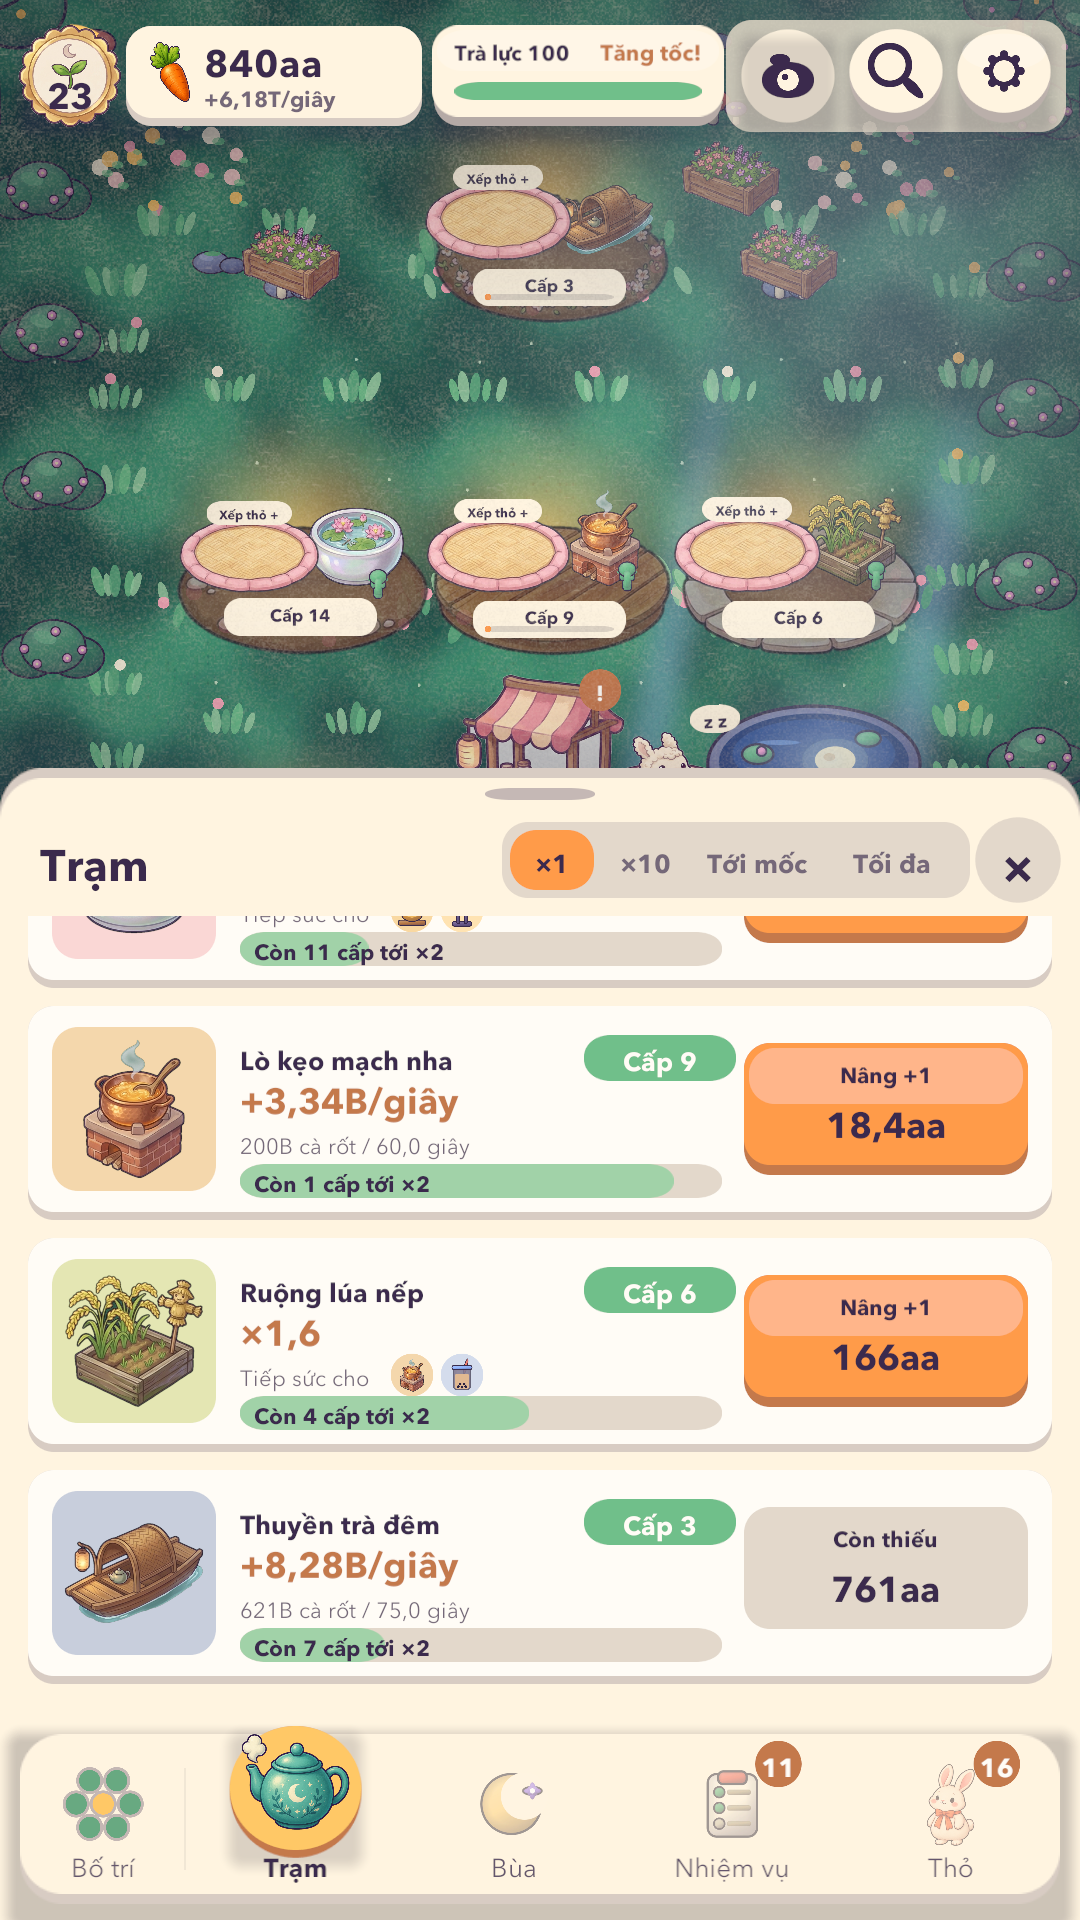 23
840aa
+6,18T/giây
Trà lực 100
Tăng tốc!
Xếp thỏ +
Cấp 3
Xếp thỏ +
Xếp thỏ +
Xếp thỏ +
Cấp 14
Cấp 9
Cấp 6
!
z z
Trạm
×1
×10
Tới mốc
Tối đa
×
Tiếp sức cho
Còn 11 cấp tới ×2
Lò kẹo mạch nha
Cấp 9
+3,34B/giây
200B cà rốt / 60,0 giây
Còn 1 cấp tới ×2
Nâng +1
18,4aa
Ruộng lúa nếp
Cấp 6
×1,6
Tiếp sức cho
Còn 4 cấp tới ×2
Nâng +1
166aa
Thuyền trà đêm
Cấp 3
+8,28B/giây
621B cà rốt / 75,0 giây
Còn 7 cấp tới ×2
Còn thiếu
761aa
Bố trí
Trạm
Bùa
11
Nhiệm vụ
16
Thỏ